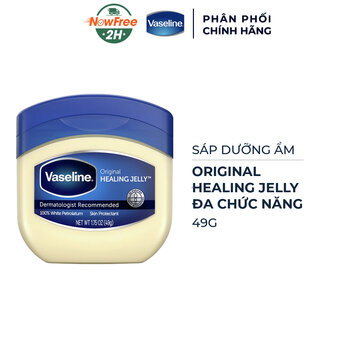 NowFree
2H
Vaseline
PHÂN PHỐI
CHÍNH HÃNG
Vaseline
Original
HEALING JELLY™
Dermatologist Recommended
100% White Petrolatum
Skin Protectant
NET WT 1.75 OZ (49g)
SÁP DƯỠNG ẨM
ORIGINAL
HEALING JELLY
ĐA CHỨC NĂNG
49G